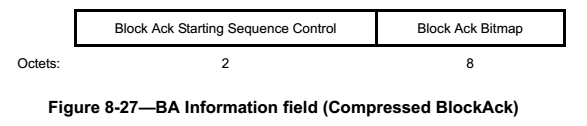 Block Ack Starting Sequence Control Block Ack Bitmap
Octets: 2 8
Figure 8-27—BA Information field (Compressed BlockAck)